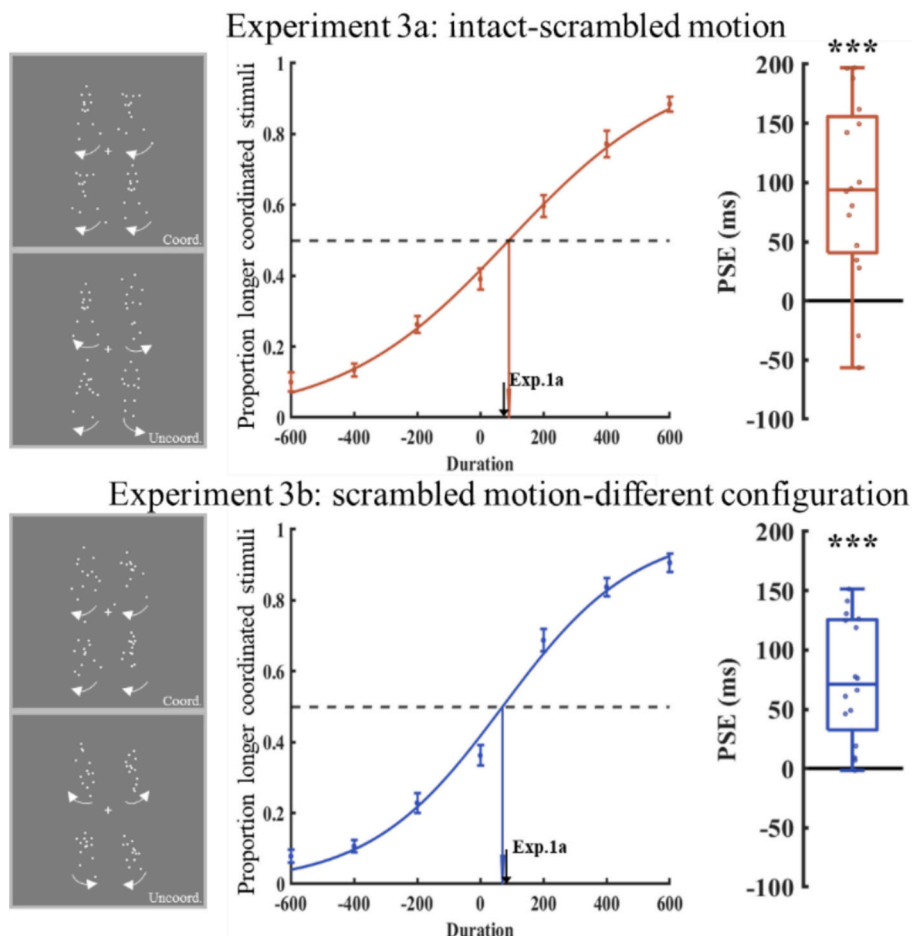 Experiment 3a: intact-scrambled motion
Coord.
Uncoord.
Proportion longer coordinated stimuli
1
0.8
0.6
0.4
0.2
0
-600 -400 -200 0 200 400 600
Duration
Exp.1a
***
PSE (ms)
200
150
100
50
0
-50
-100
Experiment 3b: scrambled motion-different configuration
Coord.
Uncoord.
Proportion longer coordinated stimuli
1
0.8
0.6
0.4
0.2
0
-600 -400 -200 0 200 400 600
Duration
Exp.1a
***
PSE (ms)
200
150
100
50
0
-50
-100